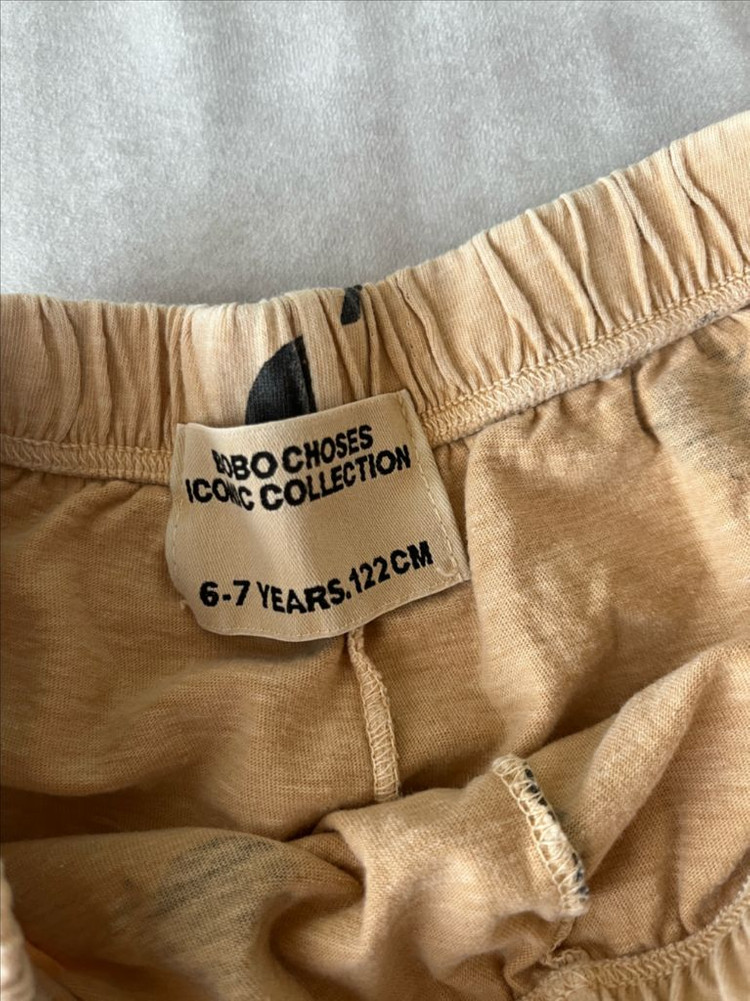 BOBO CHOSES
ICONIC COLLECTION
6-7 YEARS. 122CM